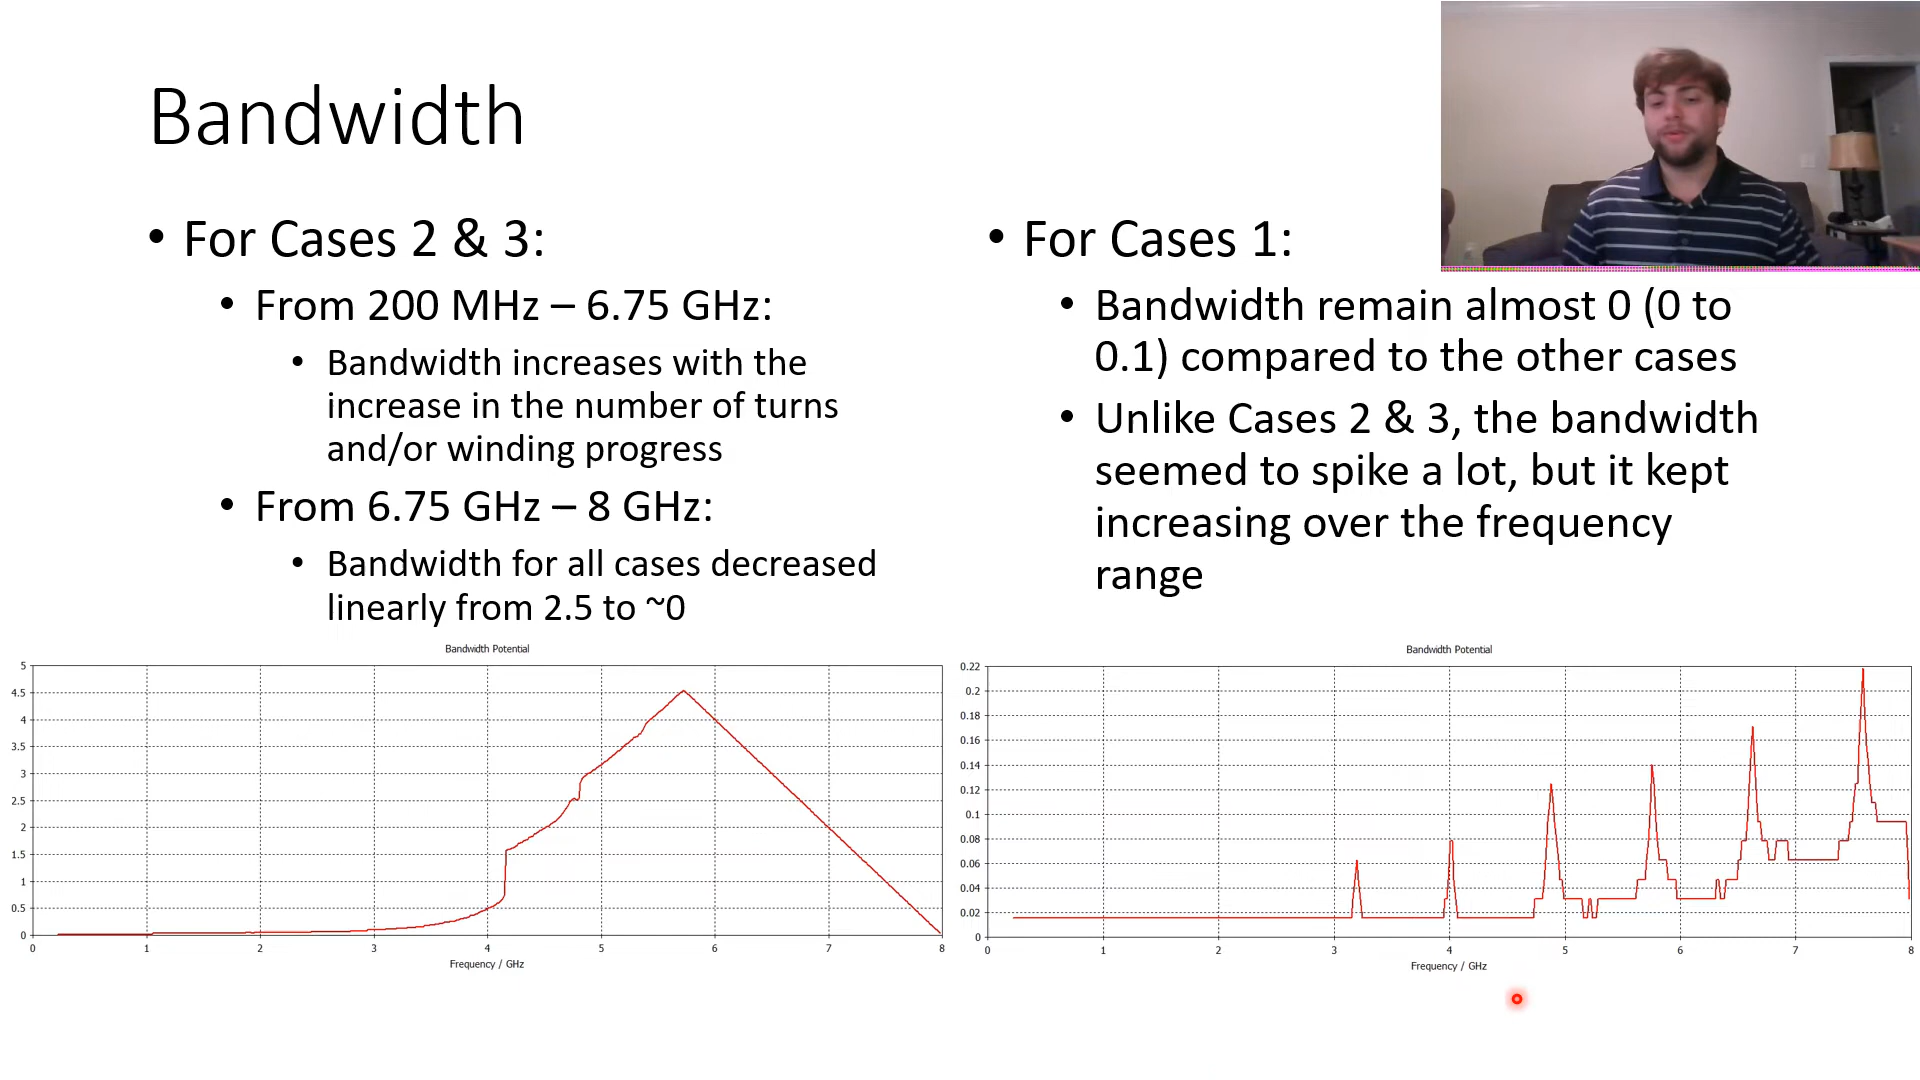 Bandwidth
• For Cases 2 & 3:
• From 200 MHz – 6.75 GHz:
• Bandwidth increases with the
increase in the number of turns
and/or winding progress
• From 6.75 GHz – 8 GHz:
• Bandwidth for all cases decreased
linearly from 2.5 to ~0
• For Cases 1:
• Bandwidth remain almost 0 (0 to
0.1) compared to the other cases
• Unlike Cases 2 & 3, the bandwidth
seemed to spike a lot, but it kept
increasing over the frequency
range
Bandwidth Potential
5
4.5
4
3.5
3
2.5
2
1.5
1
0.5
0
0 1 2 3 4 5 6 7 8
Frequency / GHz
Bandwidth Potential
0.22
0.2
0.18
0.16
0.14
0.12
0.1
0.08
0.06
0.04
0.02
0
0 1 2 3 4 5 6 7 8
Frequency / GHz